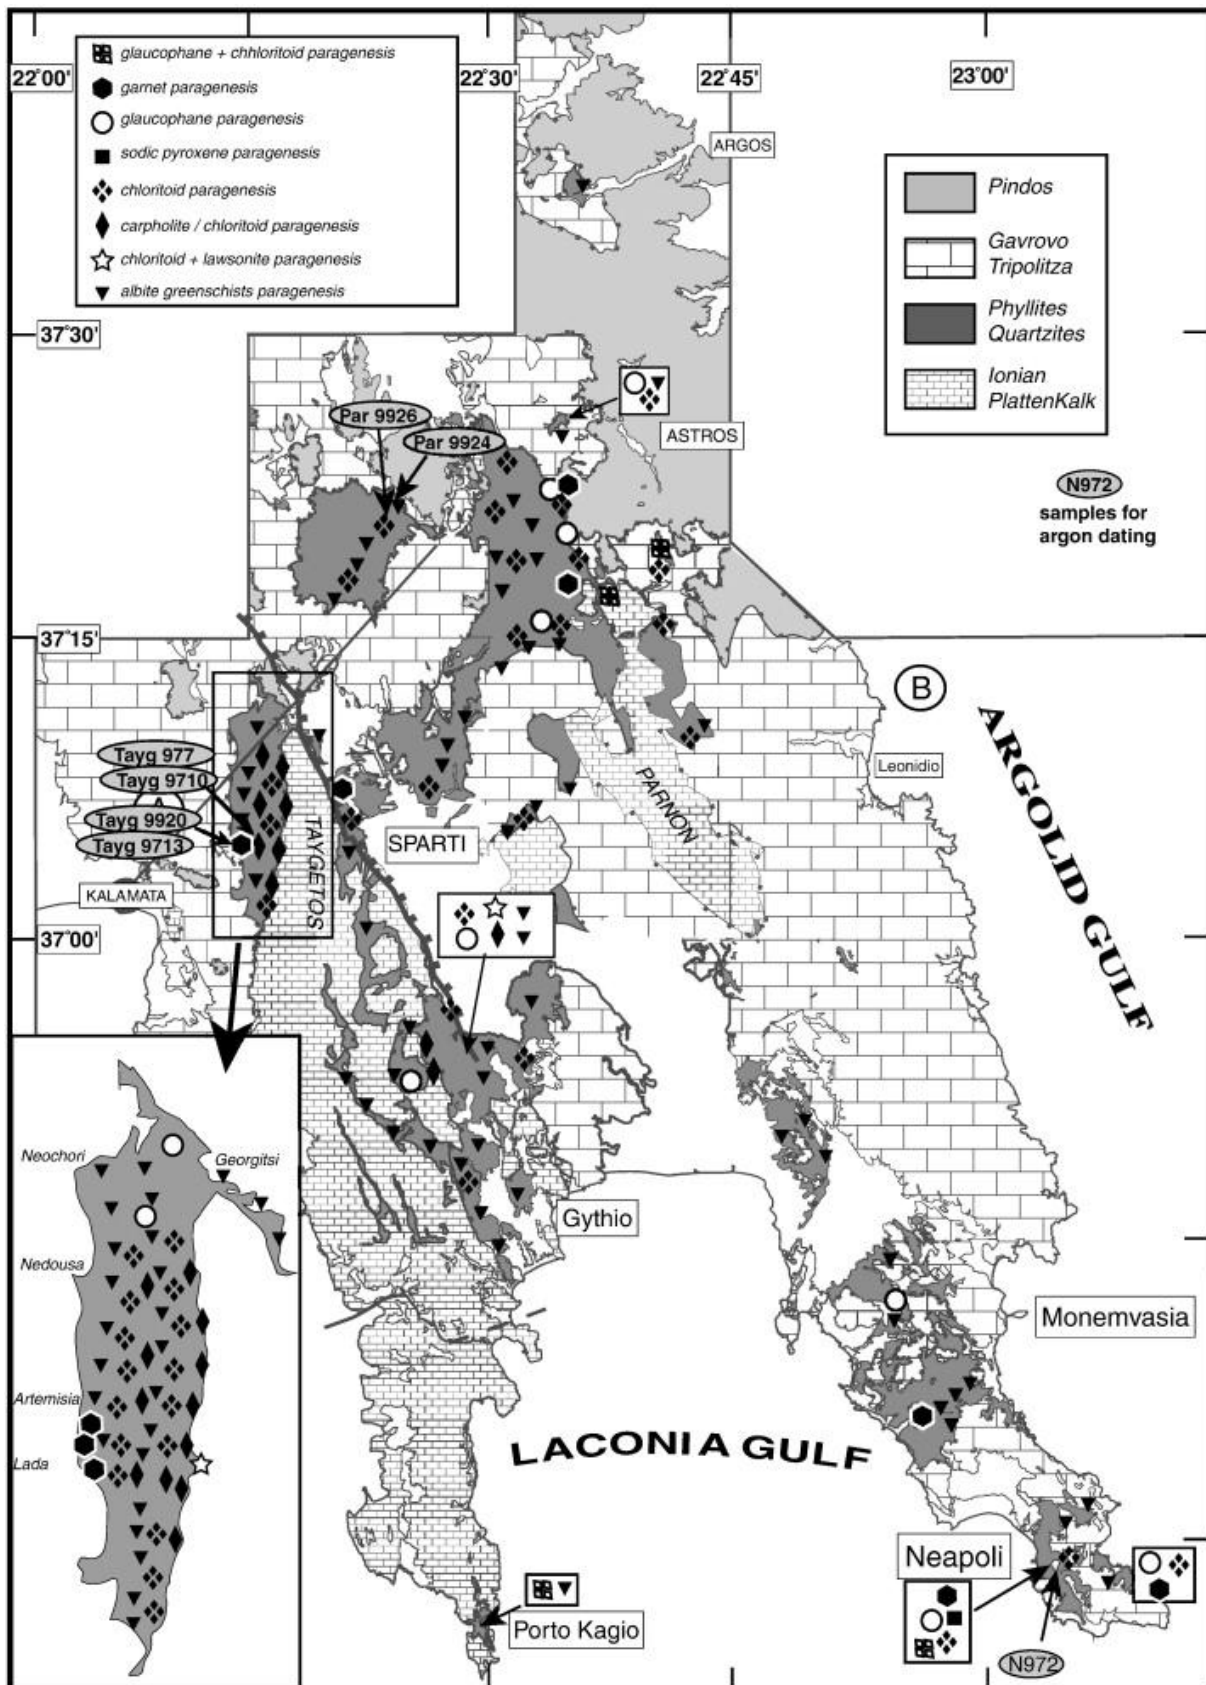 22°00'
22°30'
22°45'
23°00'
glaucophane + chhloritoid paragenesis
garnet paragenesis
glaucophane paragenesis
sodic pyroxene paragenesis
chloritoid paragenesis
carpholite / chloritoid paragenesis
chloritoid + lawsonite paragenesis
albite greenschists paragenesis
ARGOS
Pindos
Gavrovo
Tripolitza
Phyllites
Quartzites
Ionian
PlattenKalk
37°30'
Par 9926
Par 9924
ASTROS
N972
samples for
argon dating
37°15'
B
ARGOLID GULF
Leonidio
PARNON
Tayg 977
Tayg 9710
A
Tayg 9920
Tayg 9713
TAYGETOS
SPARTI
KALAMATA
37°00'
Neochori
Georgitsi
Nedousa
Artemisia
Lada
Gythio
Monemvasia
LACONIA GULF
Neapoli
Porto Kagio
N972